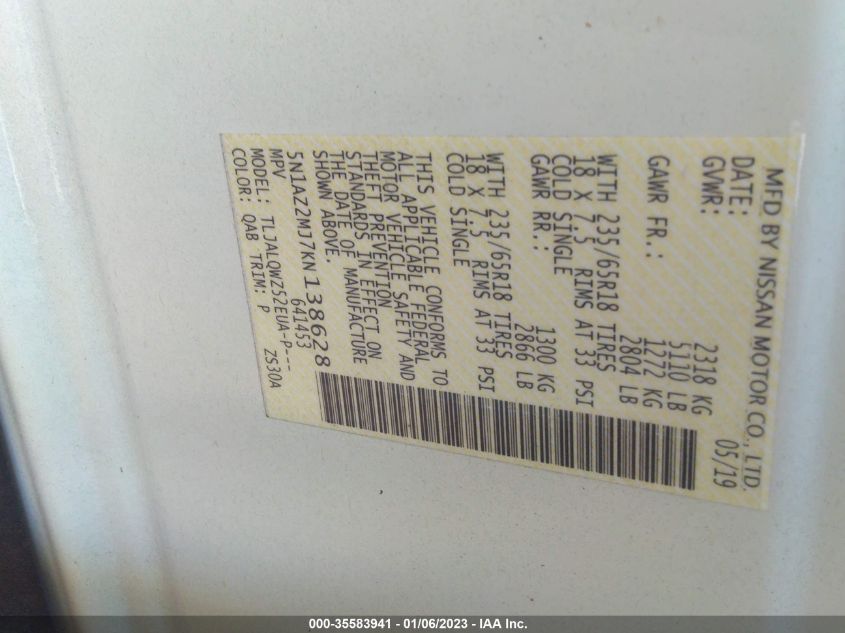 MFD BY NISSAN MOTOR CO., LTD.
DATE: 05/19
GVWR: 2318 KG
5110 LB
GAWR FR.: 1272 KG
2804 LB
WITH 235/65R18 TIRES
18 X 7.5 RIMS AT 33 PSI
COLD SINGLE
GAWR RR.: 1300 KG
2866 LB
WITH 235/65R18 TIRES
18 X 7.5 RIMS AT 33 PSI
COLD SINGLE
THIS VEHICLE CONFORMS TO
ALL APPLICABLE FEDERAL
MOTOR VEHICLE SAFETY AND
THEFT PREVENTION
STANDARDS IN EFFECT ON
THE DATE OF MANUFACTURE
SHOWN ABOVE.
5N1AZ2MJ7KN138628
MPV 641453
MODEL: TLJALQWZ52EUA-P---
COLOR: QAB TRIM: P ZS30A
000-35583941 - 01/06/2023 - IAA Inc.